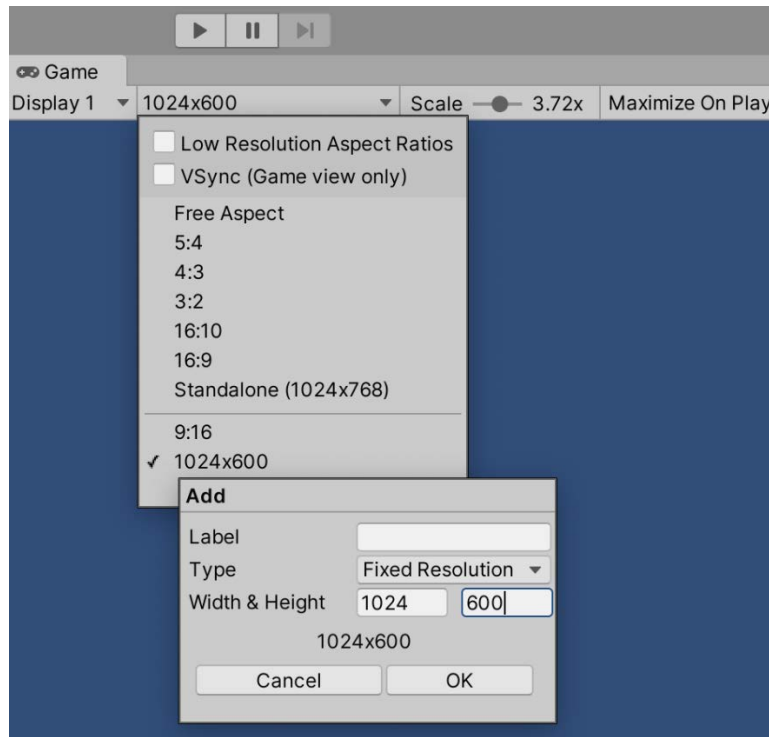 Game
Display 1 1024x600 Scale 3.72x Maximize On Play
Low Resolution Aspect Ratios
VSync (Game view only)
Free Aspect
5:4
4:3
3:2
16:10
16:9
Standalone (1024x768)
9:16
✓ 1024x600
Add
Label
Type Fixed Resolution
Width & Height 1024 600
1024x600
Cancel OK